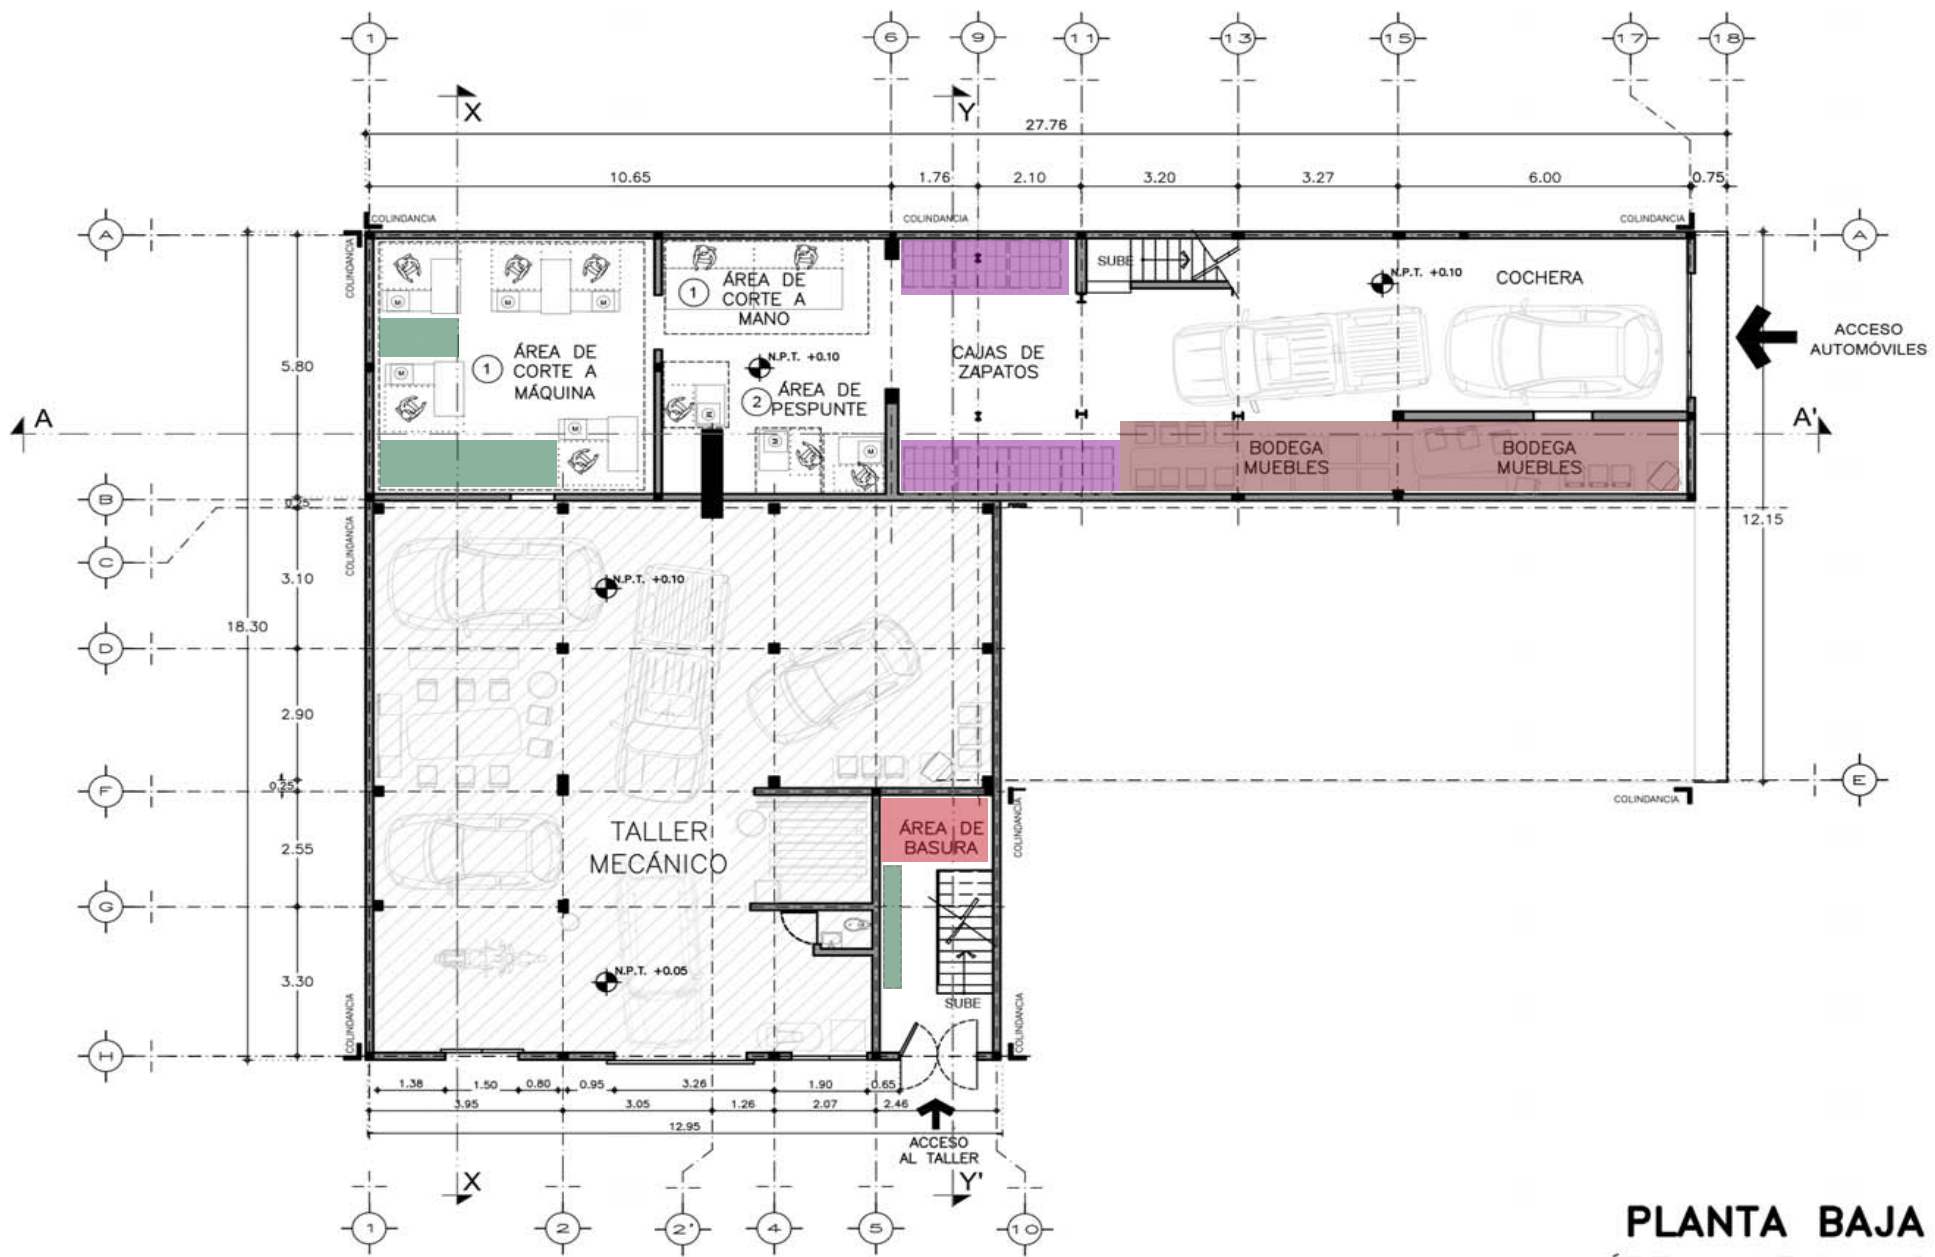 1
6
9
11
13
15
17
18
X
Y
27.76
10.65
1.76
2.10
3.20
3.27
6.00
0.75
COLINDANCIA
COLINDANCIA
COLINDANCIA
A
A
COLINDANCIA
SUBE
N.P.T. +0.10
COCHERA
1
ÁREA DE
CORTE A
MANO
M
M
M
ACCESO
AUTOMÓVILES
1
ÁREA DE
CORTE A
MÁQUINA
N.P.T. +0.10
CAJAS DE
ZAPATOS
5.80
M
2
ÁREA DE
PESPUNTE
M
A
A'
M
M
M
BODEGA
MUEBLES
BODEGA
MUEBLES
B
0.25
12.15
COLINDANCIA
C
3.10
N.P.T. +0.10
18.30
D
2.90
F
0.25
E
COLINDANCIA
COLINDANCIA
TALLER
MECÁNICO
ÁREA DE
BASURA
2.55
G
N.P.T. +0.05
3.30
SUBE
COLINDANCIA
COLINDANCIA
H
1.38
1.50
0.80
0.95
3.26
1.90
0.65
3.95
3.05
1.26
2.07
2.46
12.95
ACCESO
AL TALLER
X
Y'
1
2
2'
4
5
10
PLANTA BAJA